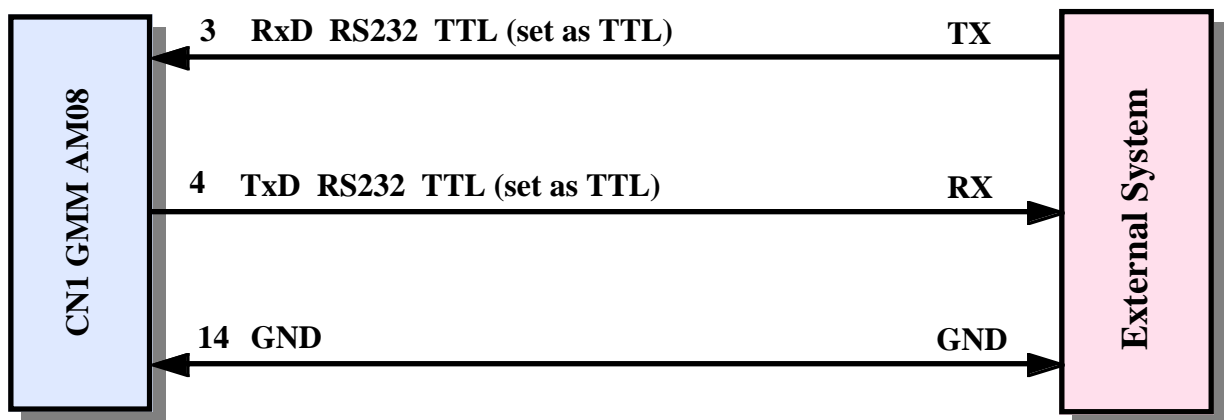 3 RxD RS232 TTL (set as TTL) TX
CN1 GMM AM08
4 TxD RS232 TTL (set as TTL) RX
External System
14 GND GND